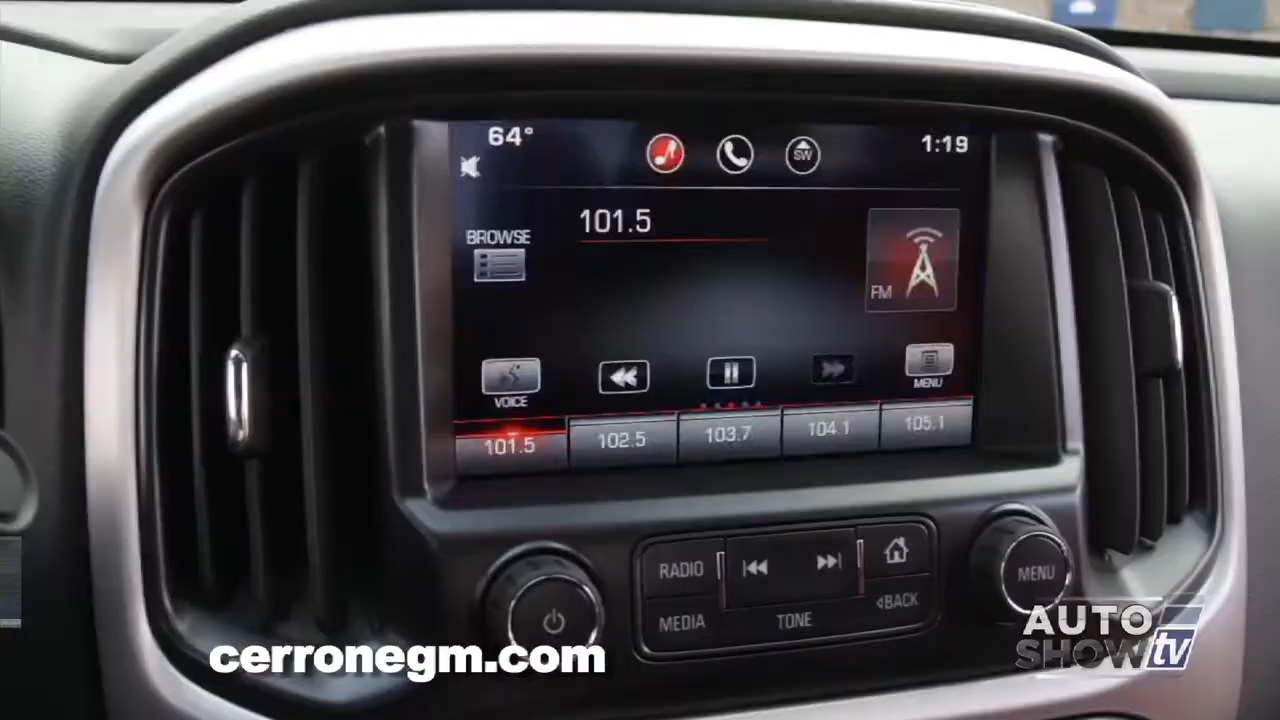 64°
1:19
SW
BROWSE
101.5
FM
VOICE
MENU
101.5 102.5 103.7 104.1 105.1
RADIO
MEDIA
TONE
BACK
MENU
cerronegm.com
AUTO
SHOW tv